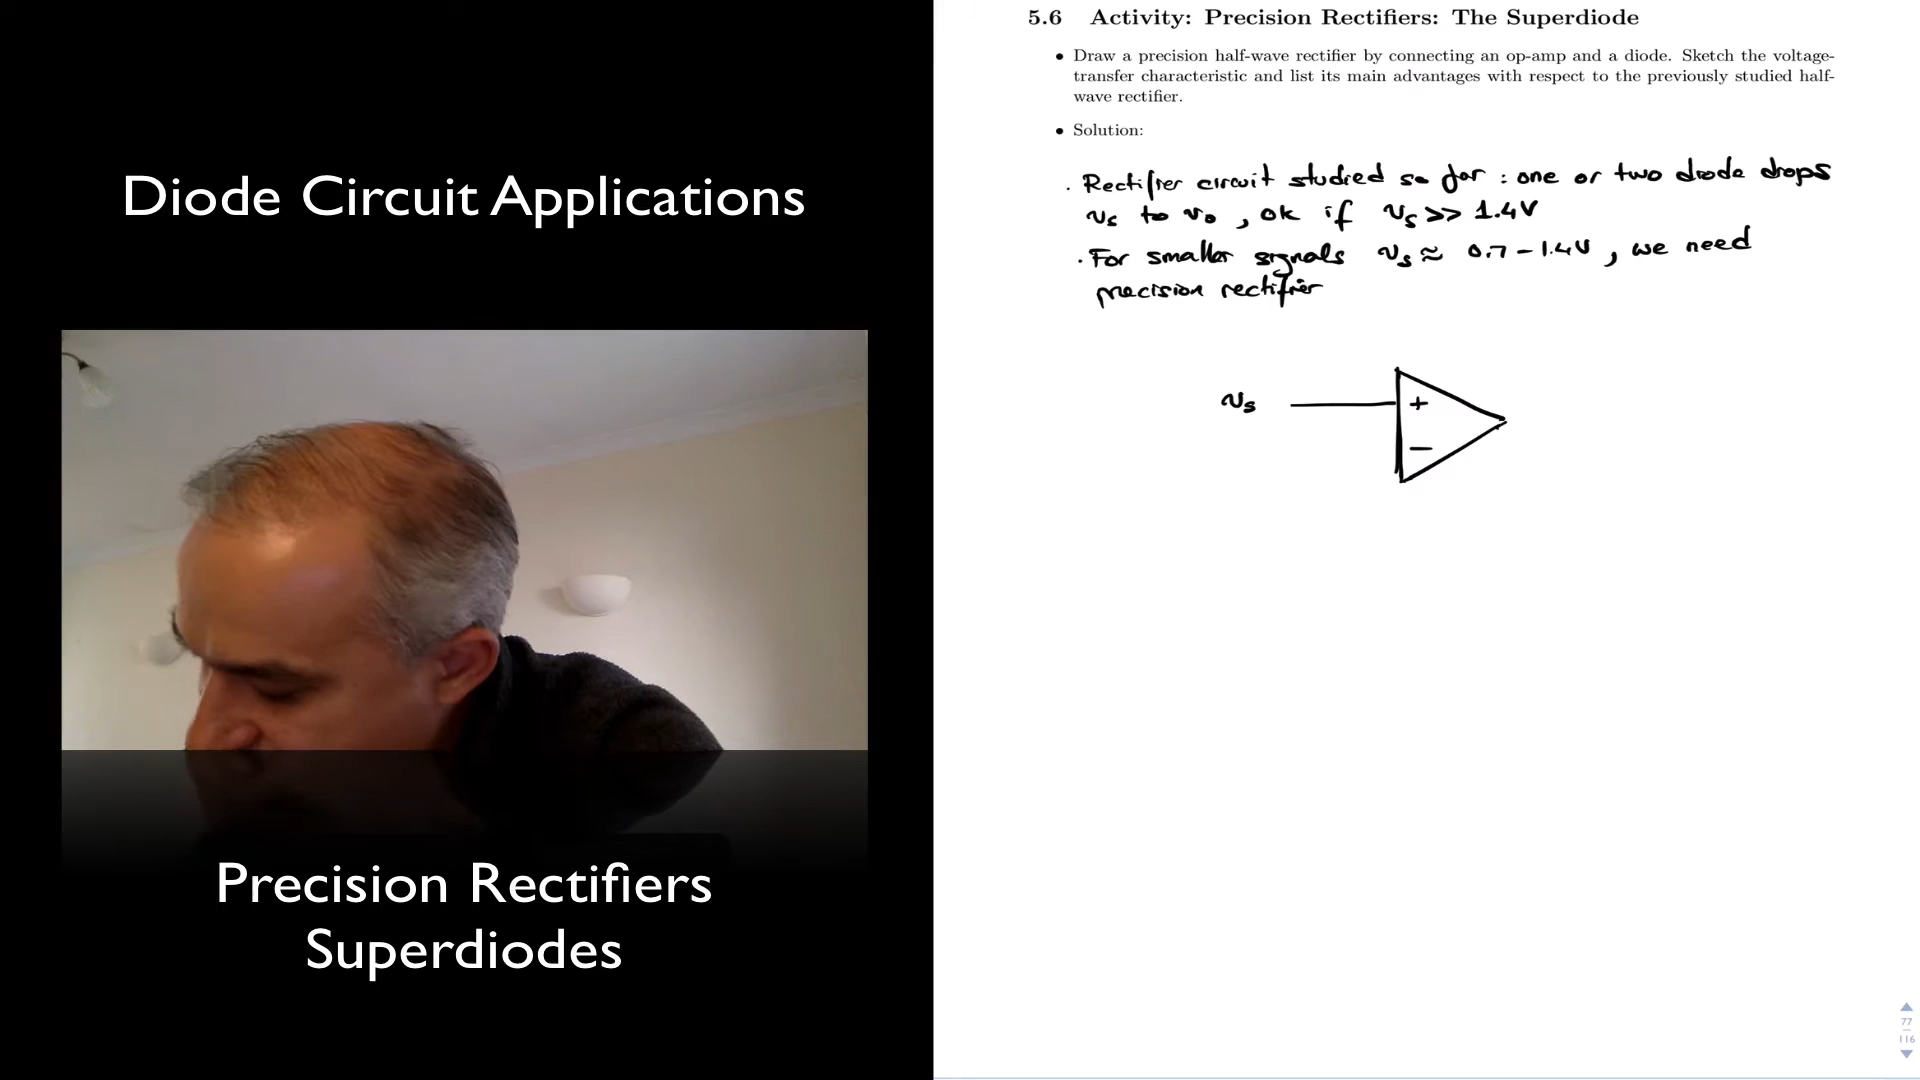 Diode Circuit Applications
Precision Rectifiers
Superdiodes
5.6 Activity: Precision Rectifiers: The Superdiode
• Draw a precision half-wave rectifier by connecting an op-amp and a diode. Sketch the voltage-
transfer characteristic and list its main advantages with respect to the previously studied half-
wave rectifier.
• Solution:
. Rectifier circuit studied so far : one or two diode drops
vs to vo , ok if vs >> 1.4V
. For smaller signals vs ≈ 0.7 - 1.4V , we need
precision rectifier
vs
+
−
77
116